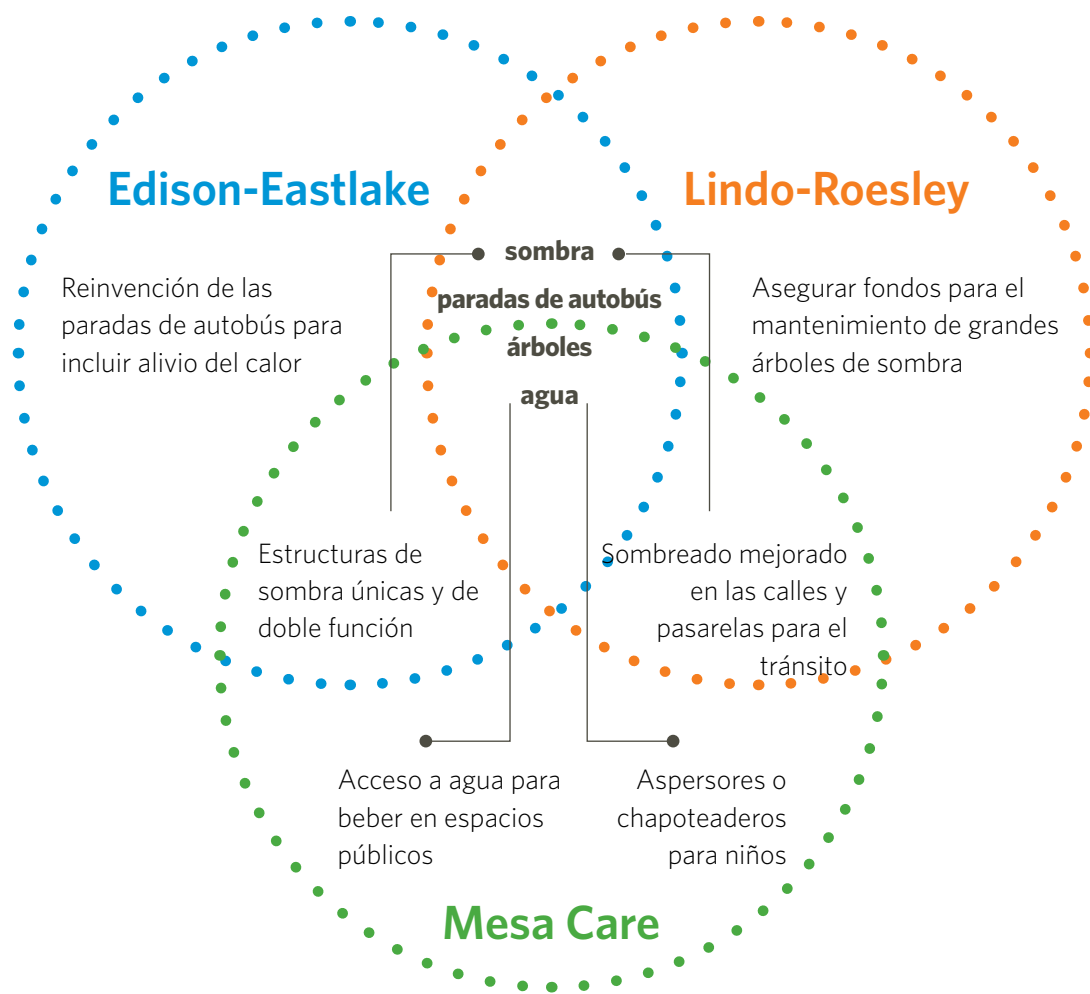 Edison-Eastlake
Lindo-Roesley
sombra
paradas de autobús
árboles
agua
Reinvención de las
paradas de autobús para
incluir alivio del calor
Asegurar fondos para el
mantenimiento de grandes
árboles de sombra
Estructuras de
sombra únicas y de
doble función
Sombreado mejorado
en las calles y
pasarelas para el
tránsito
Acceso a agua para
beber en espacios
públicos
Aspersores o
chapoteaderos
para niños
Mesa Care